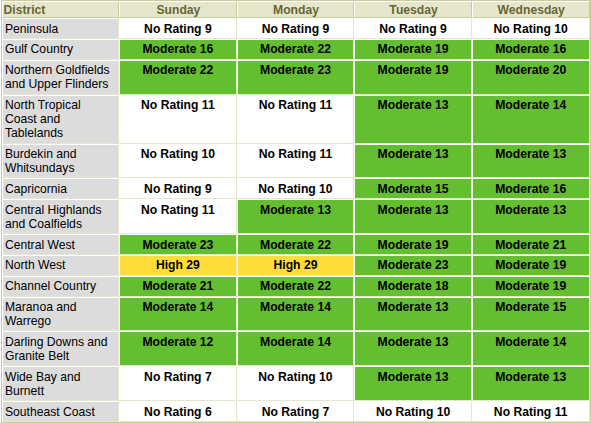 District Sunday Monday Tuesday Wednesday
Peninsula No Rating 9 No Rating 9 No Rating 9 No Rating 10
Gulf Country Moderate 16 Moderate 22 Moderate 19 Moderate 16
Northern Goldfields Moderate 22 Moderate 23 Moderate 19 Moderate 20
and Upper Flinders
North Tropical No Rating 11 No Rating 11 Moderate 13 Moderate 14
Coast and
Tablelands
Burdekin and No Rating 10 No Rating 11 Moderate 13 Moderate 13
Whitsundays
Capricornia No Rating 9 No Rating 10 Moderate 15 Moderate 16
Central Highlands No Rating 11 Moderate 13 Moderate 13 Moderate 13
and Coalfields
Central West Moderate 23 Moderate 22 Moderate 19 Moderate 21
North West High 29 High 29 Moderate 23 Moderate 19
Channel Country Moderate 21 Moderate 22 Moderate 18 Moderate 19
Maranoa and Moderate 14 Moderate 14 Moderate 13 Moderate 15
Warrego
Darling Downs and Moderate 12 Moderate 14 Moderate 13 Moderate 14
Granite Belt
Wide Bay and No Rating 7 No Rating 10 Moderate 13 Moderate 13
Burnett
Southeast Coast No Rating 6 No Rating 7 No Rating 10 No Rating 11